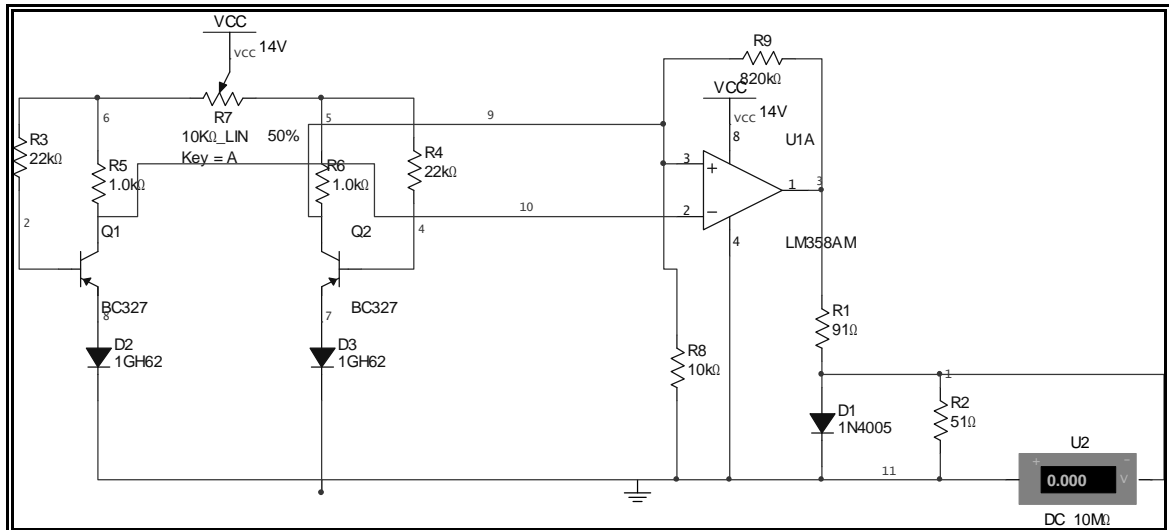 VCC
VCC 14V
R9
820kΩ
VCC
VCC 14V
6
R7
10KΩ_LIN 50%
Key = A
5
9
8
U1A
R3
22kΩ
R5
1.0kΩ
R6
1.0kΩ
R4
22kΩ
3
+
1
3
2
−
10
2
Q1
Q2
4
4
LM358AM
BC327
BC327
8
7
R1
91Ω
D2
1GH62
D3
1GH62
R8
10kΩ
1
D1
1N4005
R2
51Ω
U2
11
+ −
0.000 V
DC 10MΩ